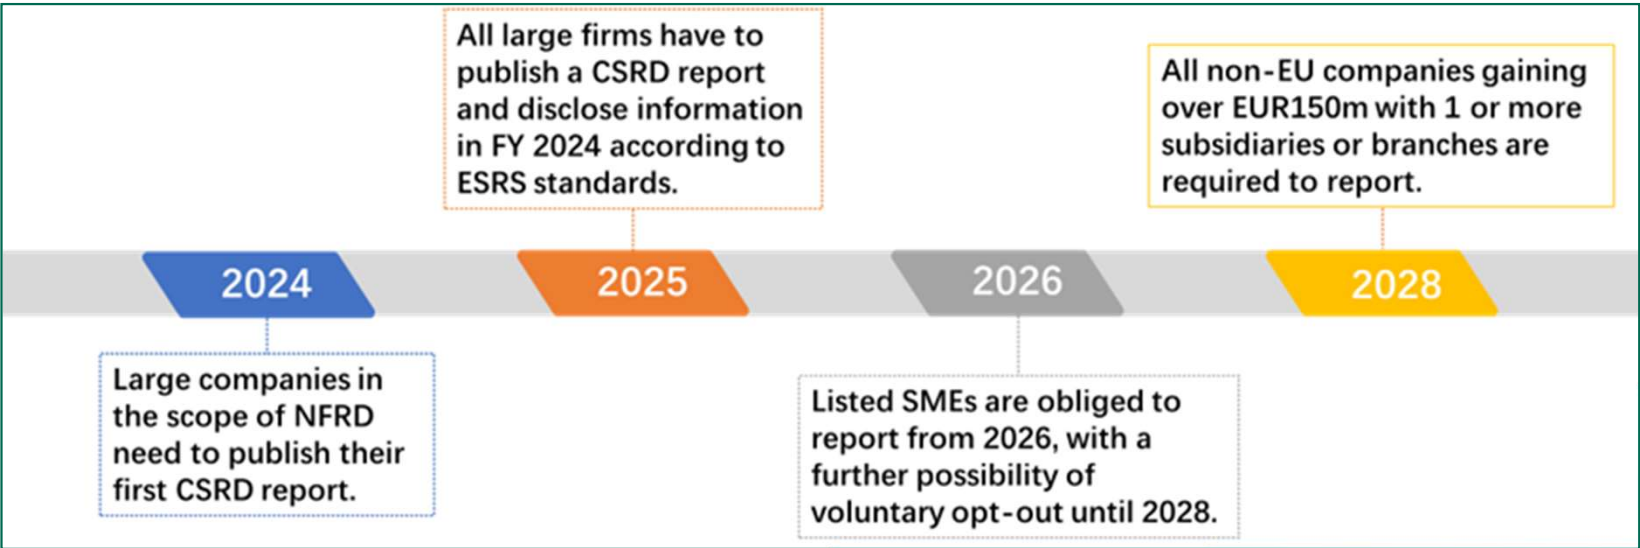 All large firms have to
publish a CSRD report
and disclose information
in FY 2024 according to
ESRS standards.
All non-EU companies gaining
over EUR150m with 1 or more
subsidiaries or branches are
required to report.
2024
2025
2026
2028
Large companies in
the scope of NFRD
need to publish their
first CSRD report.
Listed SMEs are obliged to
report from 2026, with a
further possibility of
voluntary opt-out until 2028.